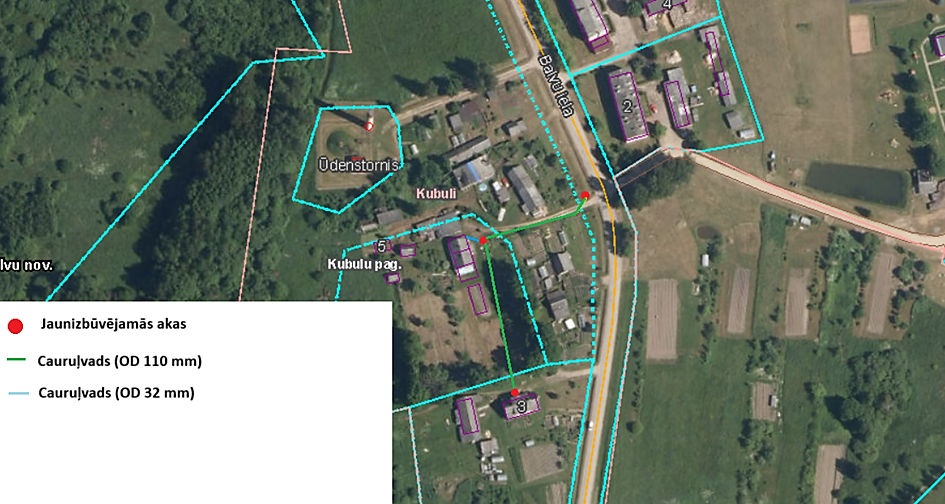 4
Balvu iela
2
Ūdenstornis
Kubuli
5
Kubulu pag.
lvu nov.
Jaunizbūvējamās akas
Cauruļvads (OD 110 mm)
Cauruļvads (OD 32 mm)
3